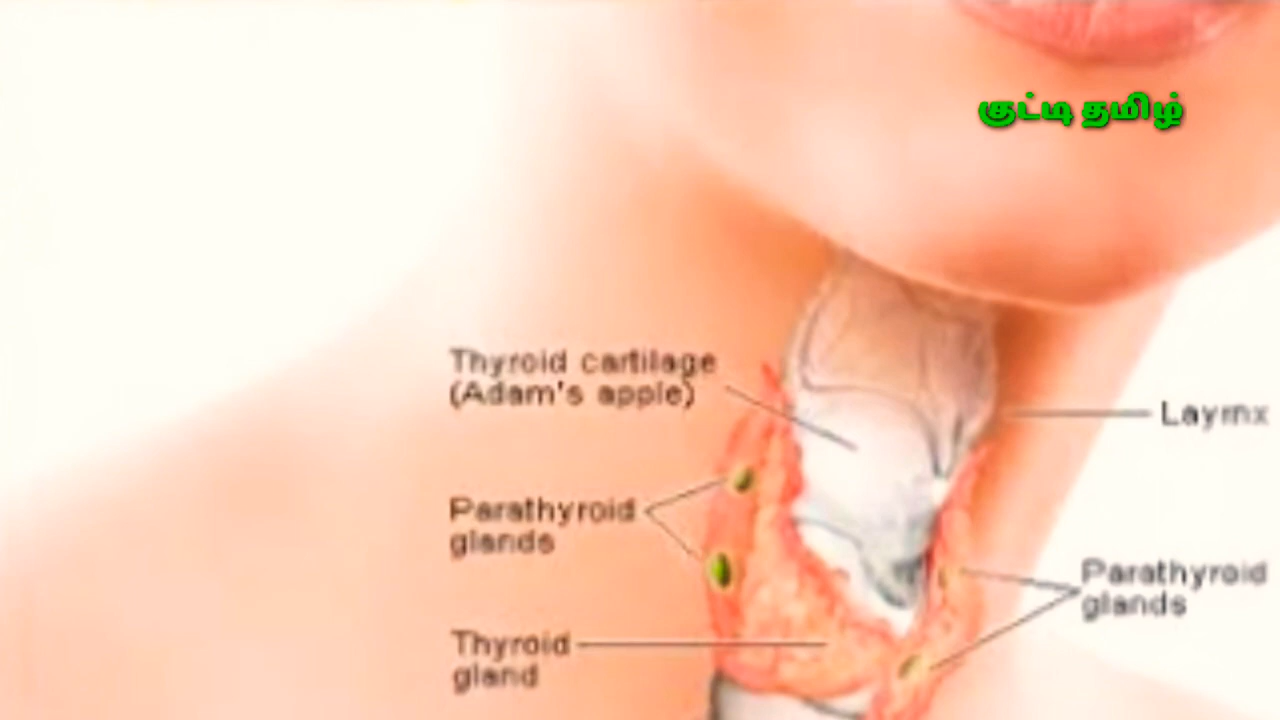 குட்டி தமிழ்
Thyroid cartilage
(Adam's apple)
Larynx
Parathyroid
glands
Parathyroid
glands
Thyroid
gland